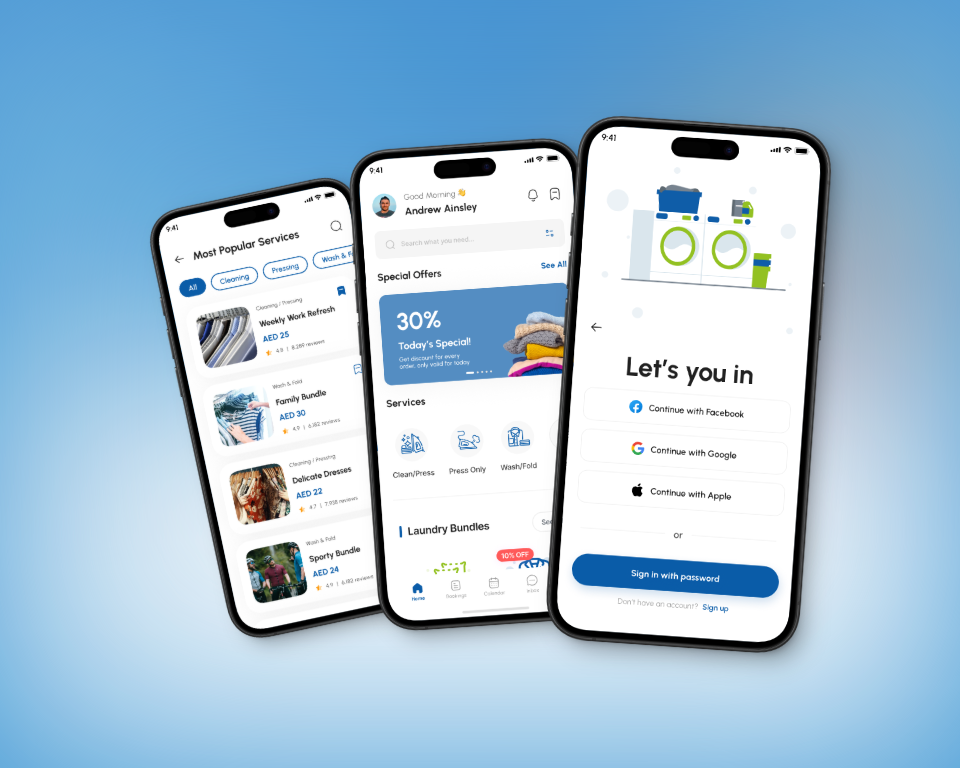 9:41
Most Popular Services
All
Cleaning
Pressing
Wash & F
Cleaning / Pressing
Weekly Work Refresh
AED 25
4.8 | 8,289 reviews
Wash & Fold
Family Bundle
AED 30
4.9 | 6,182 reviews
Cleaning / Pressing
Delicate Dresses
AED 22
4.7 | 7,938 reviews
Wash & Fold
Sporty Bundle
AED 24
4.9 | 6,182 reviews
9:41
Good Morning 👋
Andrew Ainsley
Search what you need...
Special Offers
See All
30%
Today's Special!
Get discount for every
order, only valid for today
Services
Clean/Press
Press Only
Wash/Fold
Laundry Bundles
See
10% OFF
Home
Bookings
Calendar
Inbox
9:41
Let's you in
Continue with Facebook
Continue with Google
Continue with Apple
or
Sign in with password
Don't have an account? Sign up